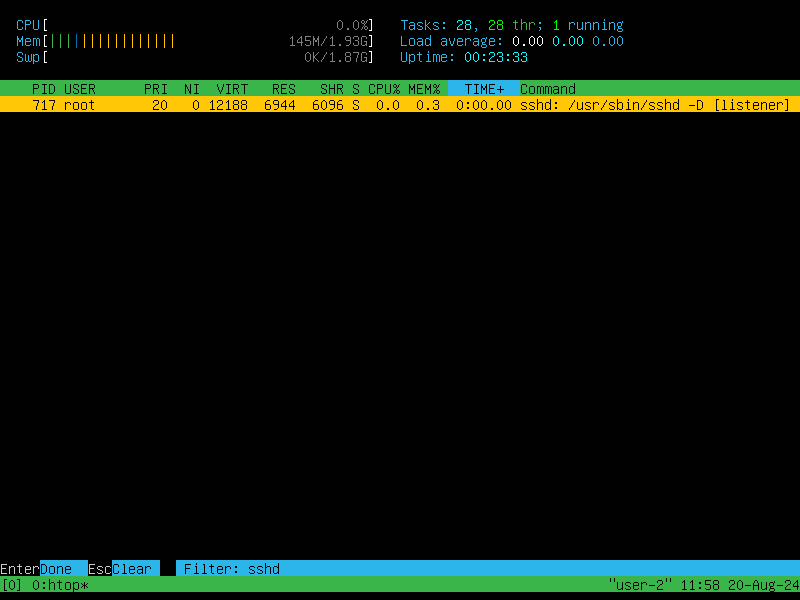 CPU[ 0.0%] Tasks: 28, 28 thr; 1 running
Mem[||||||||||||||||145M/1.93G] Load average: 0.00 0.00 0.00
Swp[ 0K/1.87G] Uptime: 00:23:33
PID USER PRI NI VIRT RES SHR S CPU% MEM% TIME+ Command
717 root 20 0 12188 6944 6096 S 0.0 0.3 0:00.00 sshd: /usr/sbin/sshd -D [listener]
EnterDone EscClear Filter: sshd
[0] 0:htop* "user-2" 11:58 20-Aug-24